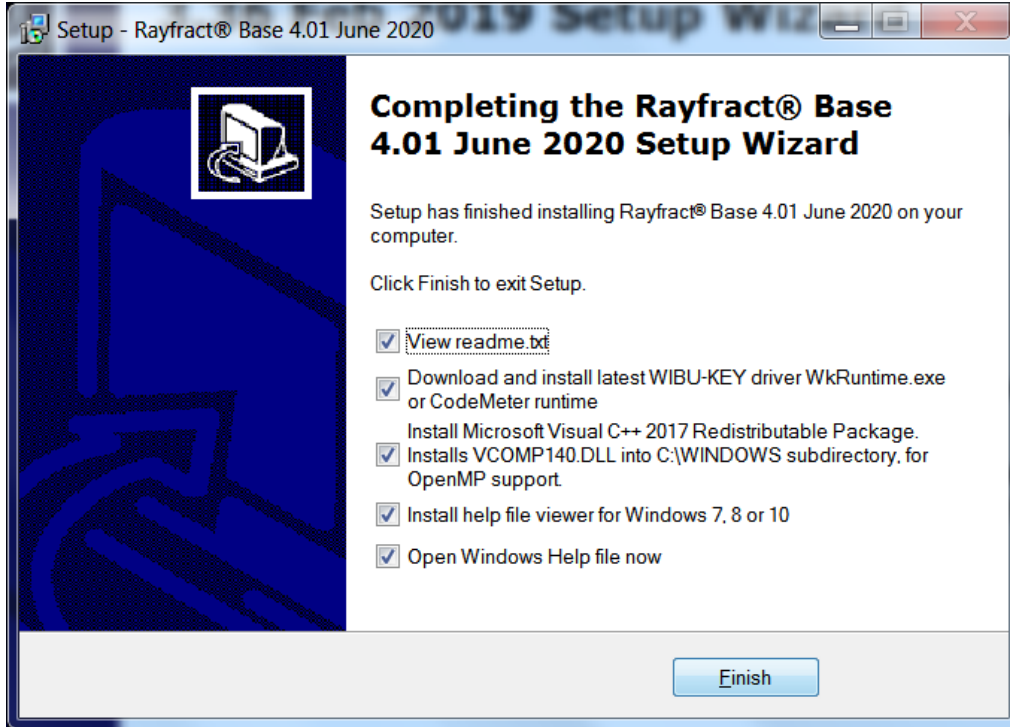 2019 Setup Wiz
Setup - Rayfract® Base 4.01 June 2020
Completing the Rayfract® Base
4.01 June 2020 Setup Wizard
Setup has finished installing Rayfract® Base 4.01 June 2020 on your
computer.
Click Finish to exit Setup.
View readme.txt
Download and install latest WIBU-KEY driver WkRuntime.exe
or CodeMeter runtime
Install Microsoft Visual C++ 2017 Redistributable Package.
Installs VCOMP140.DLL into C:\WINDOWS subdirectory, for
OpenMP support.
Install help file viewer for Windows 7, 8 or 10
Open Windows Help file now
Finish